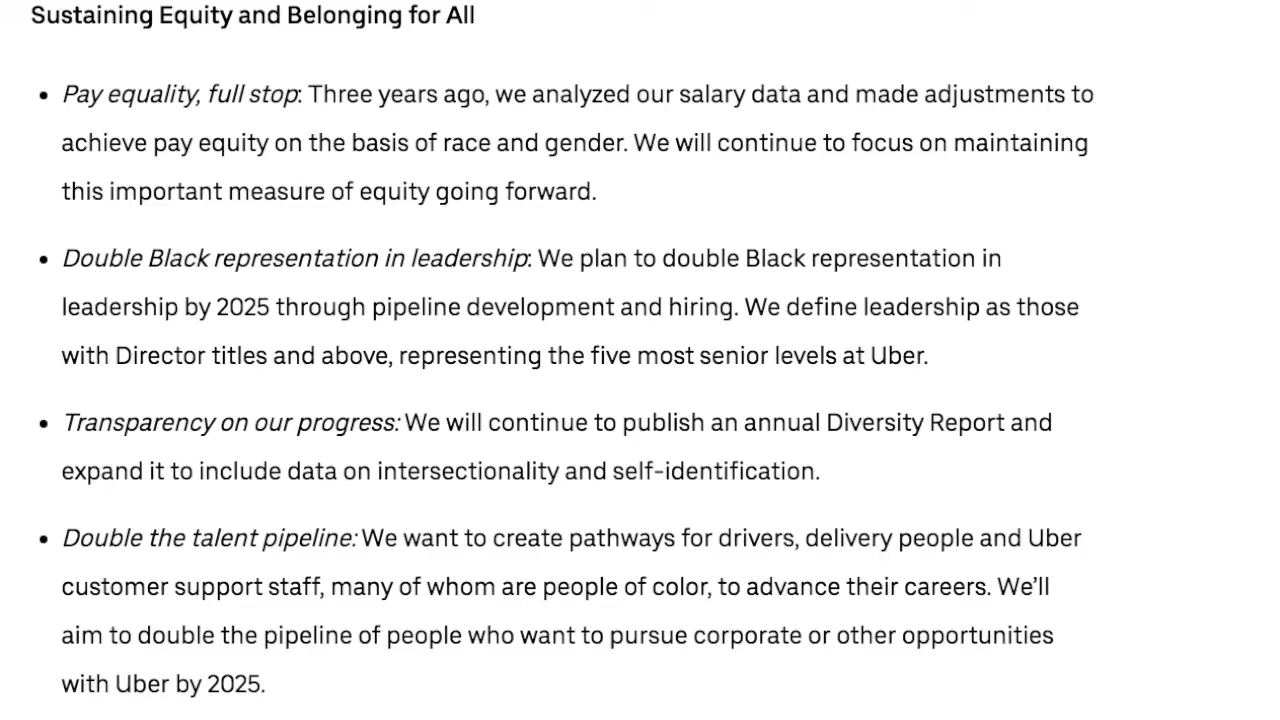 Sustaining Equity and Belonging for All
• Pay equality, full stop: Three years ago, we analyzed our salary data and made adjustments to
achieve pay equity on the basis of race and gender. We will continue to focus on maintaining
this important measure of equity going forward.
• Double Black representation in leadership: We plan to double Black representation in
leadership by 2025 through pipeline development and hiring. We define leadership as those
with Director titles and above, representing the five most senior levels at Uber.
• Transparency on our progress: We will continue to publish an annual Diversity Report and
expand it to include data on intersectionality and self-identification.
• Double the talent pipeline: We want to create pathways for drivers, delivery people and Uber
customer support staff, many of whom are people of color, to advance their careers. We’ll
aim to double the pipeline of people who want to pursue corporate or other opportunities
with Uber by 2025.